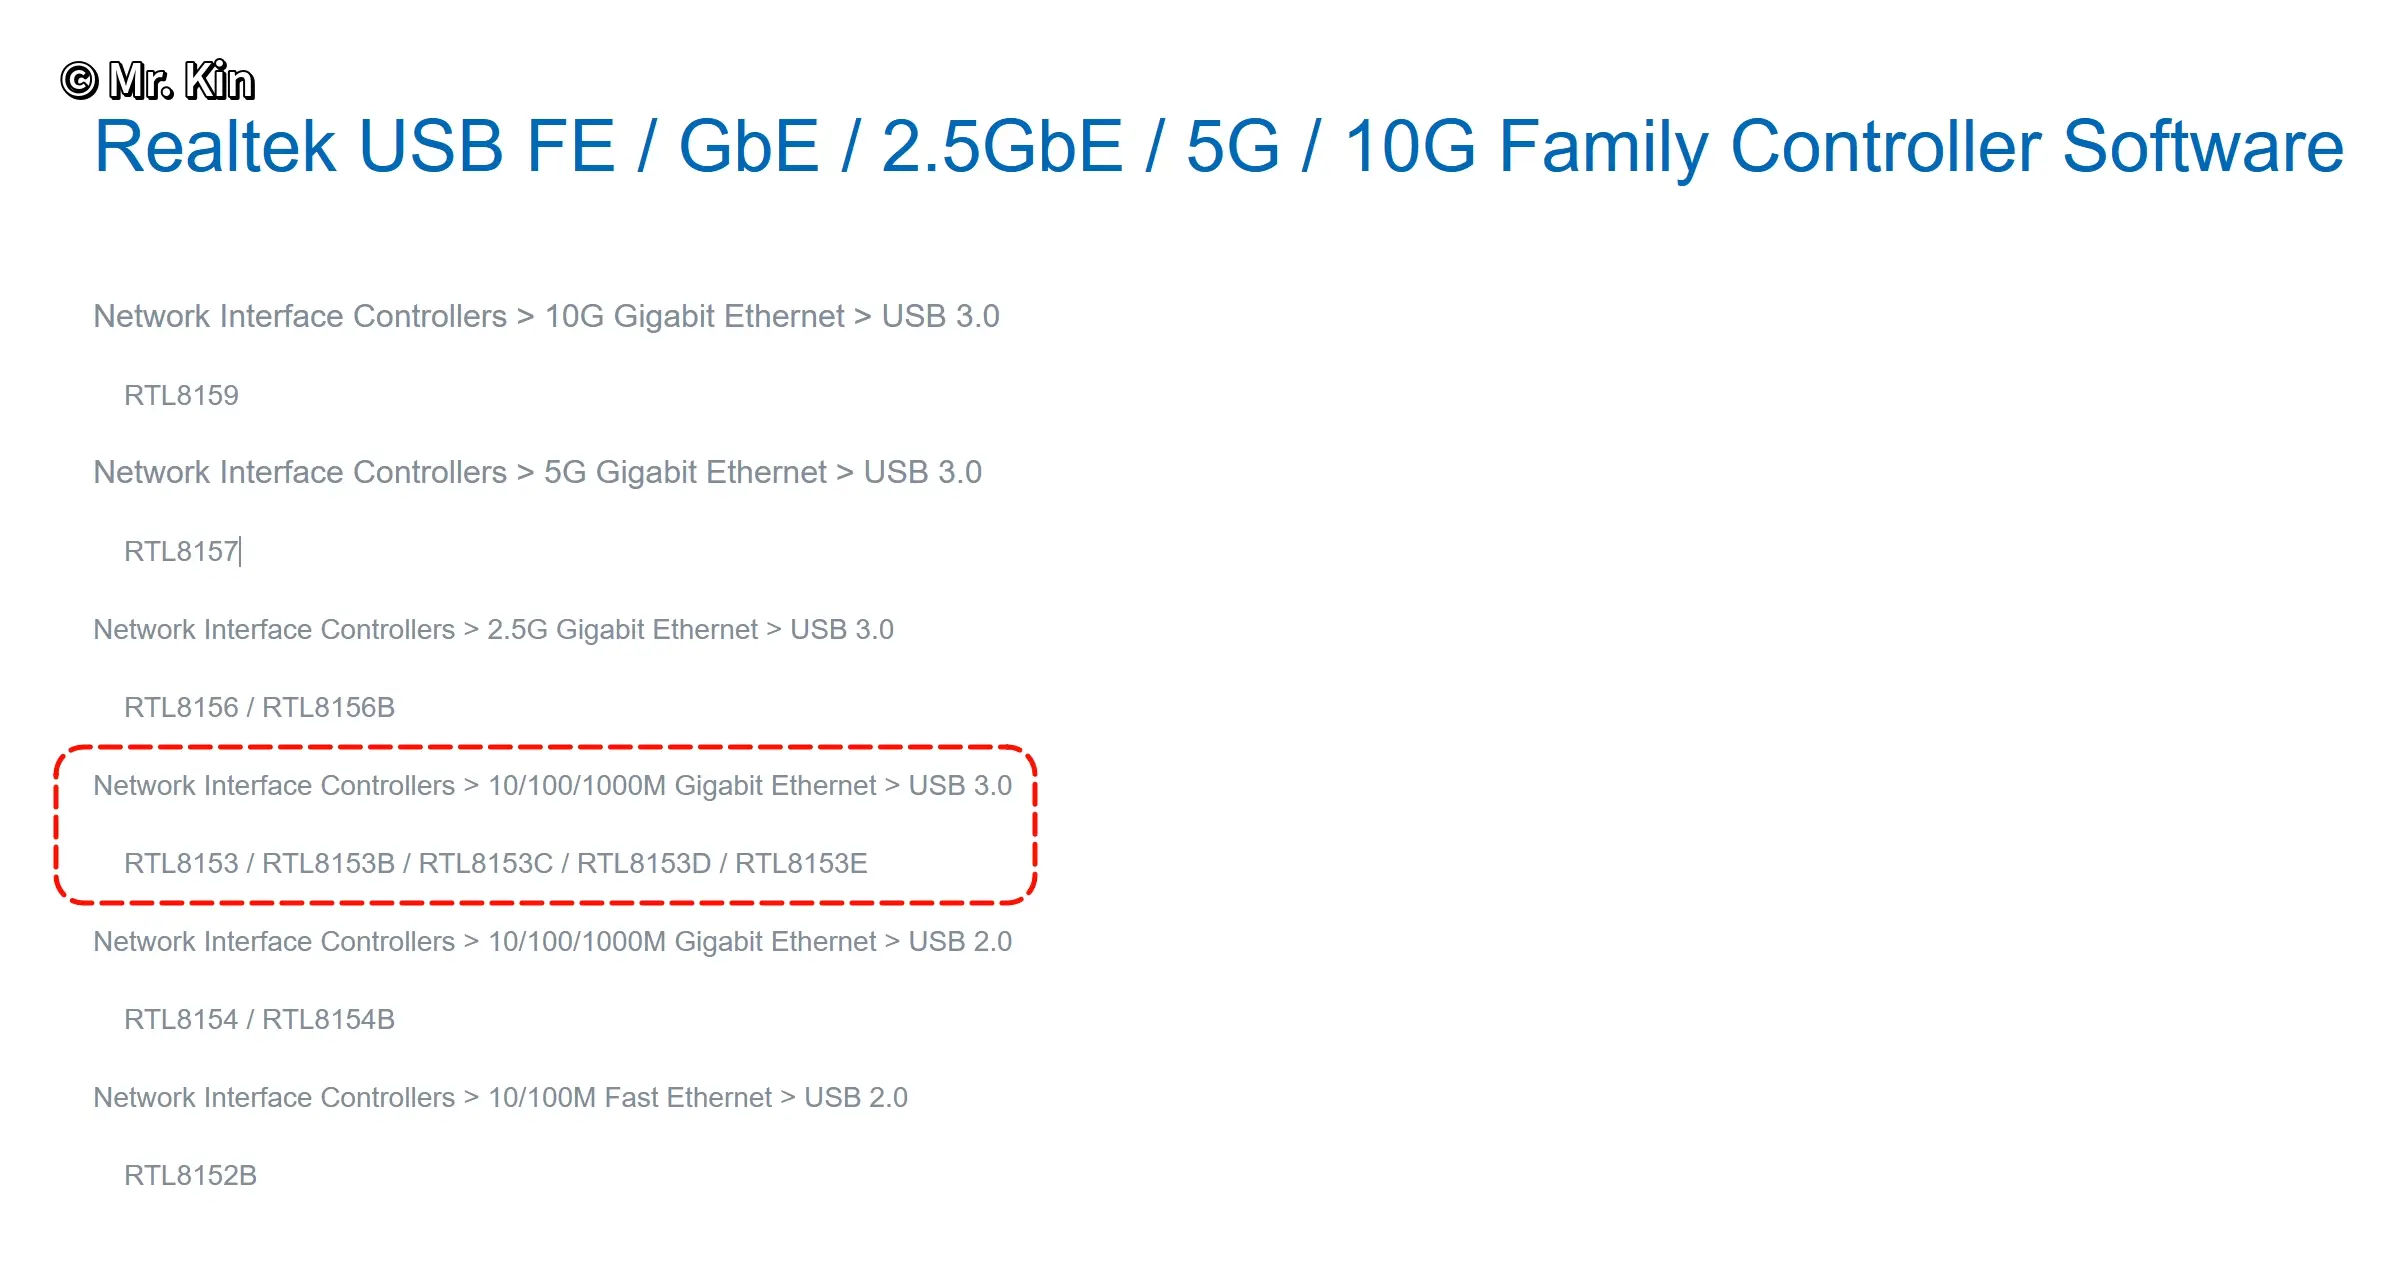 © Mr. Kin
Realtek USB FE / GbE / 2.5GbE / 5G / 10G Family Controller Software
Network Interface Controllers > 10G Gigabit Ethernet > USB 3.0
RTL8159
Network Interface Controllers > 5G Gigabit Ethernet > USB 3.0
RTL8157
Network Interface Controllers > 2.5G Gigabit Ethernet > USB 3.0
RTL8156 / RTL8156B
Network Interface Controllers > 10/100/1000M Gigabit Ethernet > USB 3.0
RTL8153 / RTL8153B / RTL8153C / RTL8153D / RTL8153E
Network Interface Controllers > 10/100/1000M Gigabit Ethernet > USB 2.0
RTL8154 / RTL8154B
Network Interface Controllers > 10/100M Fast Ethernet > USB 2.0
RTL8152B